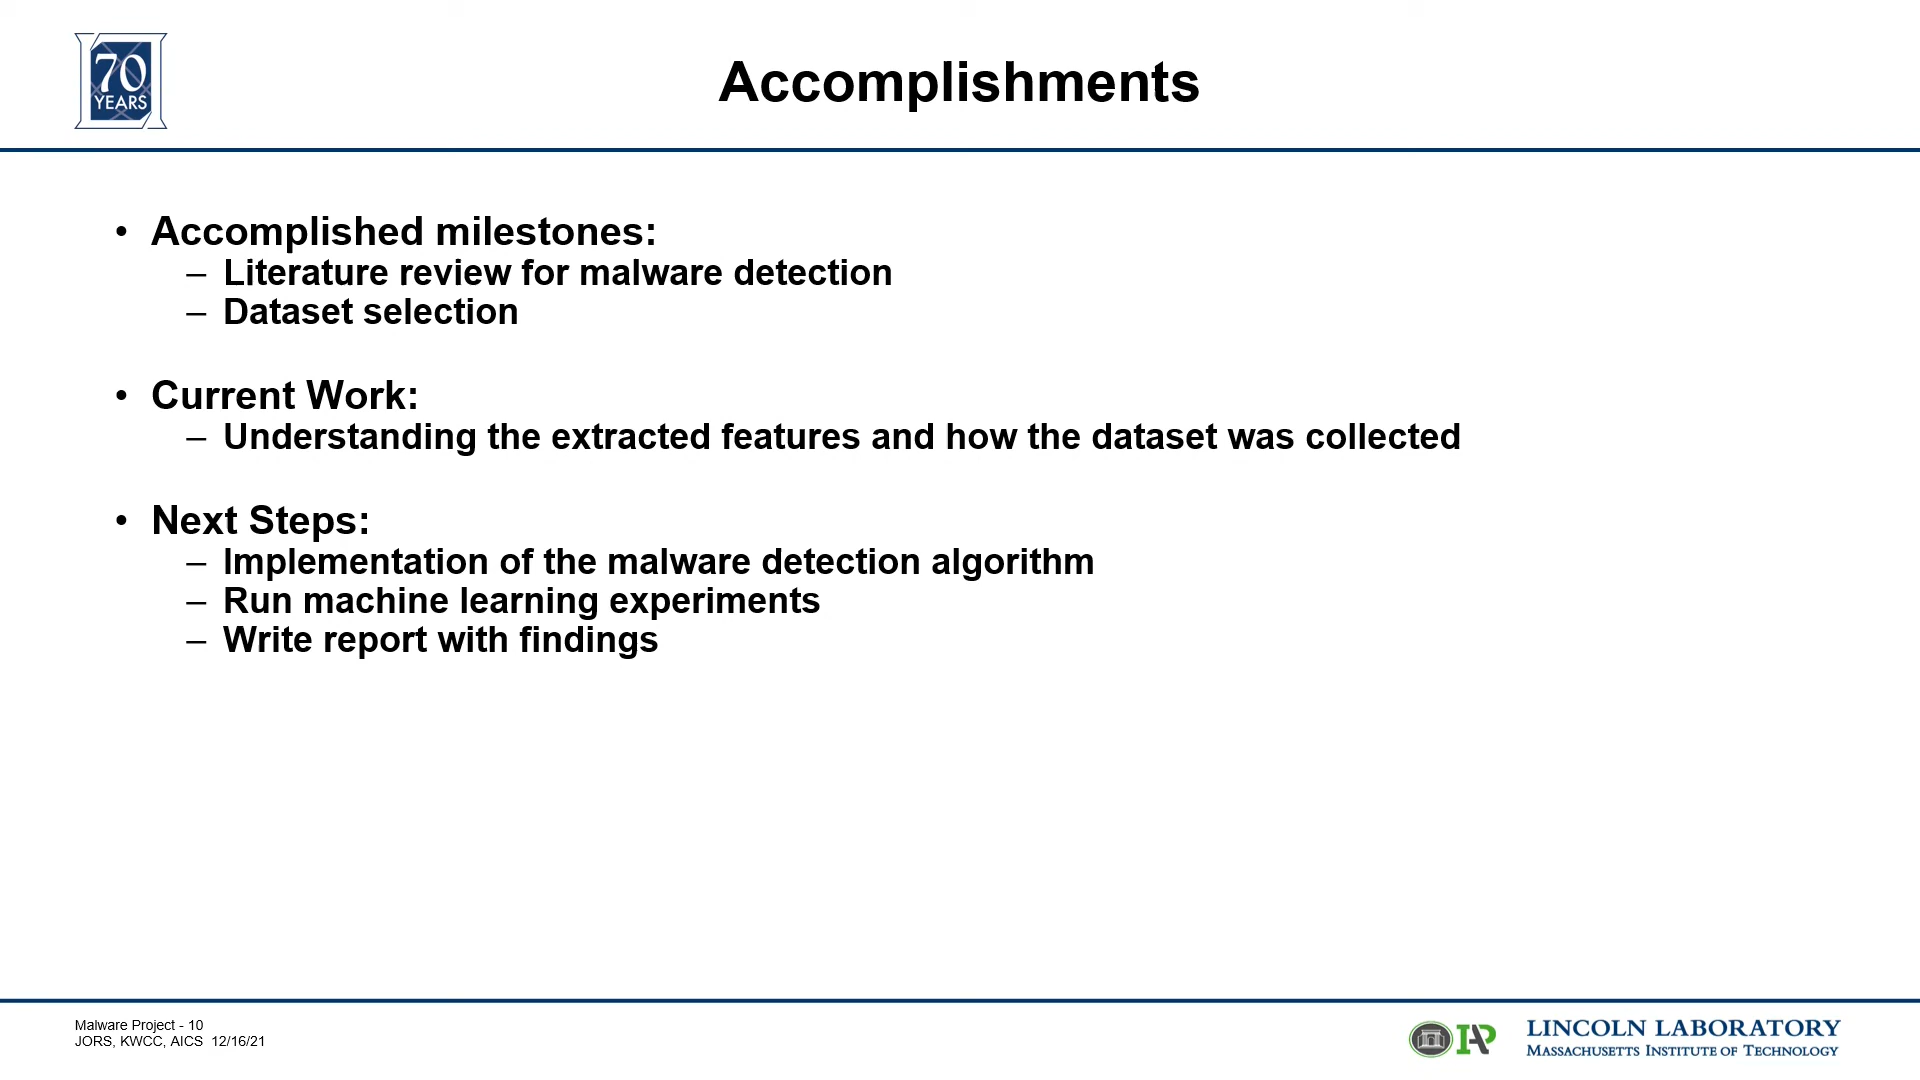 70
YEARS
Accomplishments
• Accomplished milestones:
– Literature review for malware detection
– Dataset selection
• Current Work:
– Understanding the extracted features and how the dataset was collected
• Next Steps:
– Implementation of the malware detection algorithm
– Run machine learning experiments
– Write report with findings
Malware Project - 10
JORS, KWCC, AICS 12/16/21
IAP
LINCOLN LABORATORY
MASSACHUSETTS INSTITUTE OF TECHNOLOGY